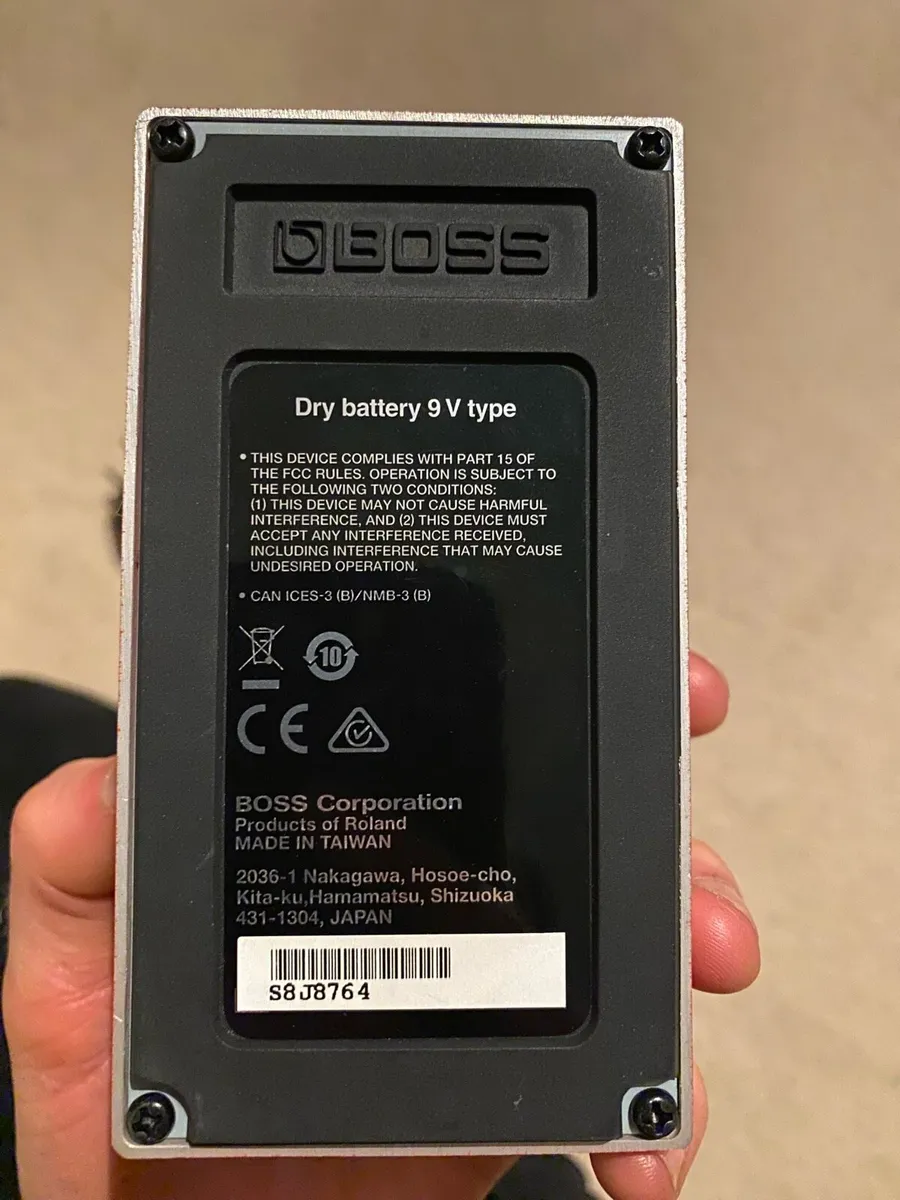 BOSS
Dry battery 9 V type
• THIS DEVICE COMPLIES WITH PART 15 OF
THE FCC RULES. OPERATION IS SUBJECT TO
THE FOLLOWING TWO CONDITIONS:
(1) THIS DEVICE MAY NOT CAUSE HARMFUL
INTERFERENCE, AND (2) THIS DEVICE MUST
ACCEPT ANY INTERFERENCE RECEIVED,
INCLUDING INTERFERENCE THAT MAY CAUSE
UNDESIRED OPERATION.
• CAN ICES-3 (B)/NMB-3 (B)
10
CE
BOSS Corporation
Products of Roland
MADE IN TAIWAN
2036-1 Nakagawa, Hosoe-cho,
Kita-ku,Hamamatsu, Shizuoka
431-1304, JAPAN
S8J8764